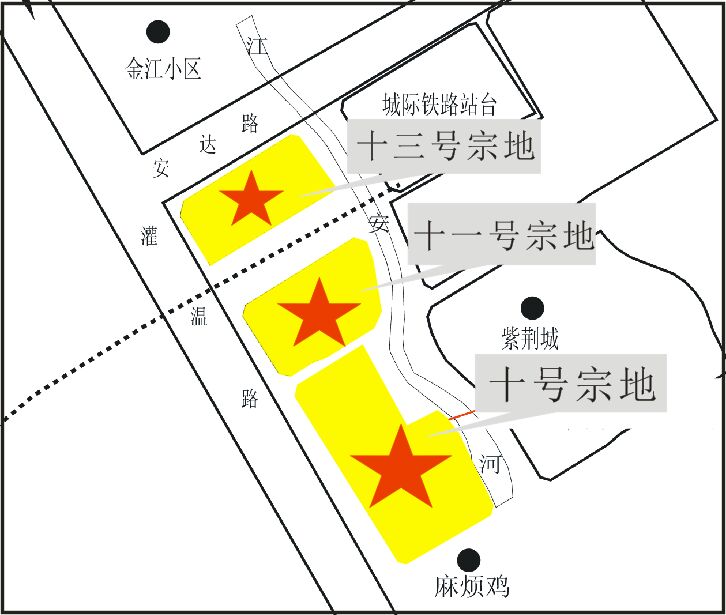 金江小区
江安河
城际铁路站台
安达路
十三号宗地
灌温路
十一号宗地
紫荆城
十号宗地
麻烦鸡